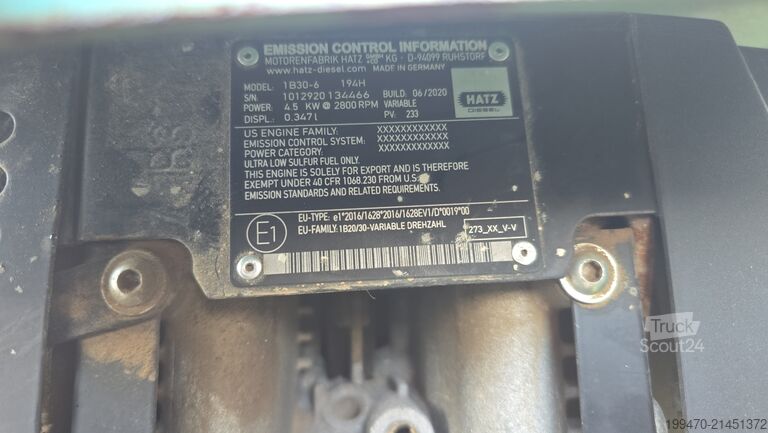 EMISSION CONTROL INFORMATION
MOTORENFABRIK HATZ GMBH +CO KG · D-94099 RUHSTORF
www.hatz-diesel.com MADE IN GERMANY
MODEL: 1B30-6 194H
S/N: 1012920134466 BUILD: 06/2020
POWER: 4.5 KW @ 2800 RPM VARIABLE
DISPL.: 0.347l PV: 233
HATZ
DIESEL
US ENGINE FAMILY: XXXXXXXXXXXX
EMISSION CONTROL SYSTEM: XXXXXXXXXXXX
POWER CATEGORY: XXXXXXXXXXXX
ULTRA LOW SULFUR FUEL ONLY.
THIS ENGINE IS SOLELY FOR EXPORT AND IS THEREFORE
EXEMPT UNDER 40 CFR 1068.230 FROM U.S.
EMISSION STANDARDS AND RELATED REQUIREMENTS.
E1
EU-TYPE: e1*2016/1628*2016/1628EV1/D*0019*00
EU-FAMILY: 1B20/30-VARIABLE DREHZAHL
273_XX_V-V
Truck
Scout24
199470-21451372